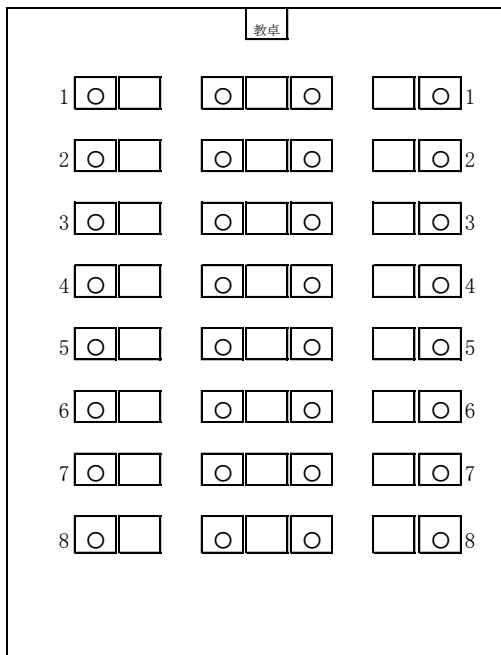 教卓
1 ○ ○ ○ ○ 1
2 ○ ○ ○ ○ 2
3 ○ ○ ○ ○ 3
4 ○ ○ ○ ○ 4
5 ○ ○ ○ ○ 5
6 ○ ○ ○ ○ 6
7 ○ ○ ○ ○ 7
8 ○ ○ ○ ○ 8